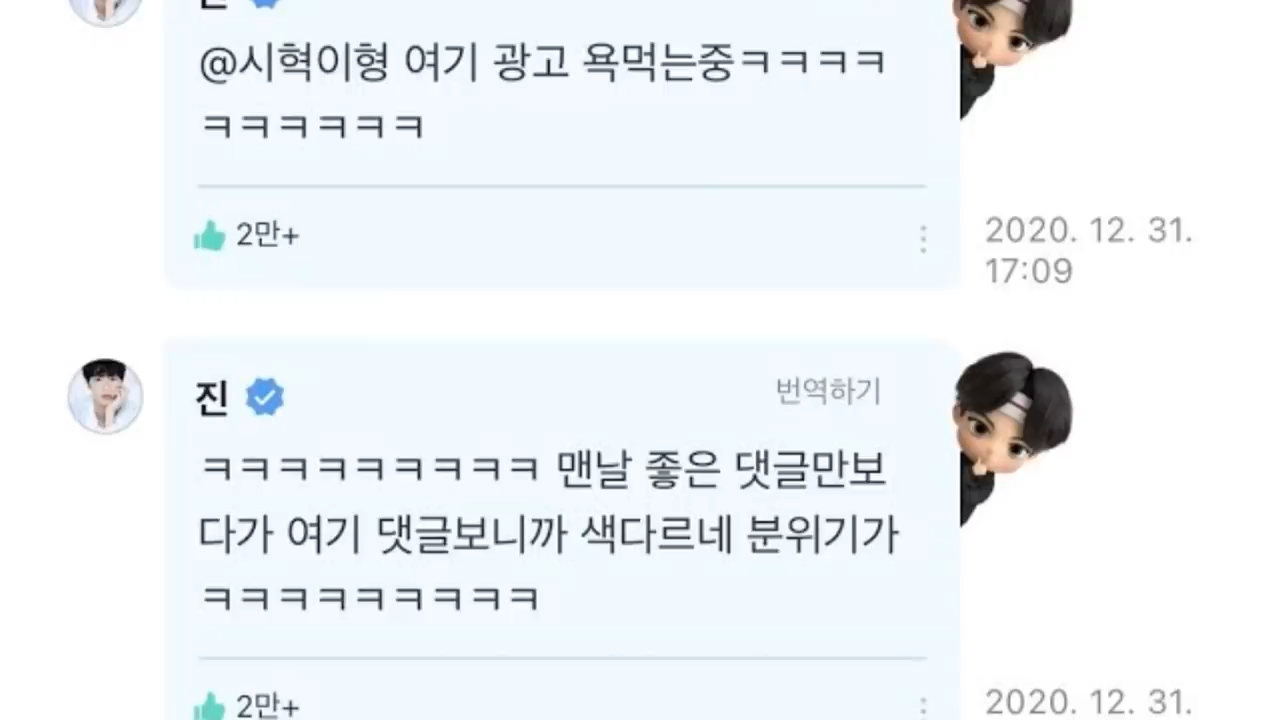 진
@시혁이형 여기 광고 욕먹는중ㅋㅋㅋㅋ
ㅋㅋㅋㅋㅋㅋ
2만+
2020. 12. 31.
17:09
진
번역하기
ㅋㅋㅋㅋㅋㅋㅋㅋㅋ 맨날 좋은 댓글만보
다가 여기 댓글보니까 색다르네 분위기가
ㅋㅋㅋㅋㅋㅋㅋㅋㅋ
2만+
2020. 12. 31.